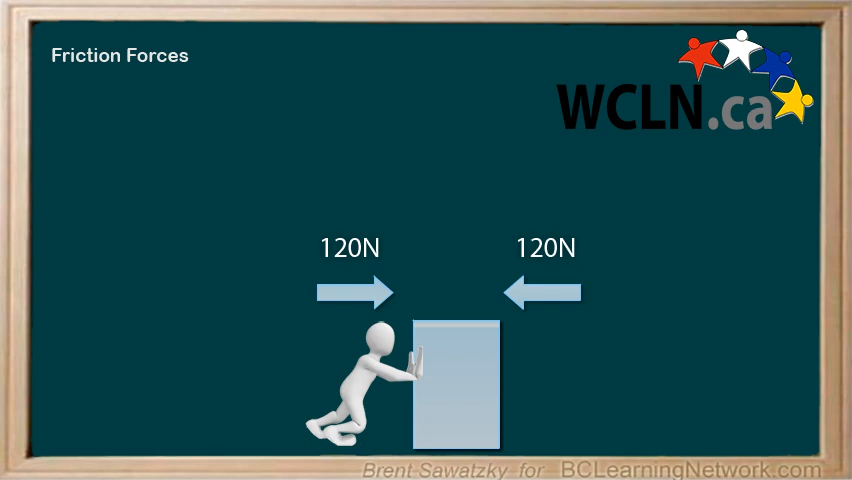 Friction Forces
WCLN.ca
120N 120N
Brent Sawatzky for BCLearningNetwork.com